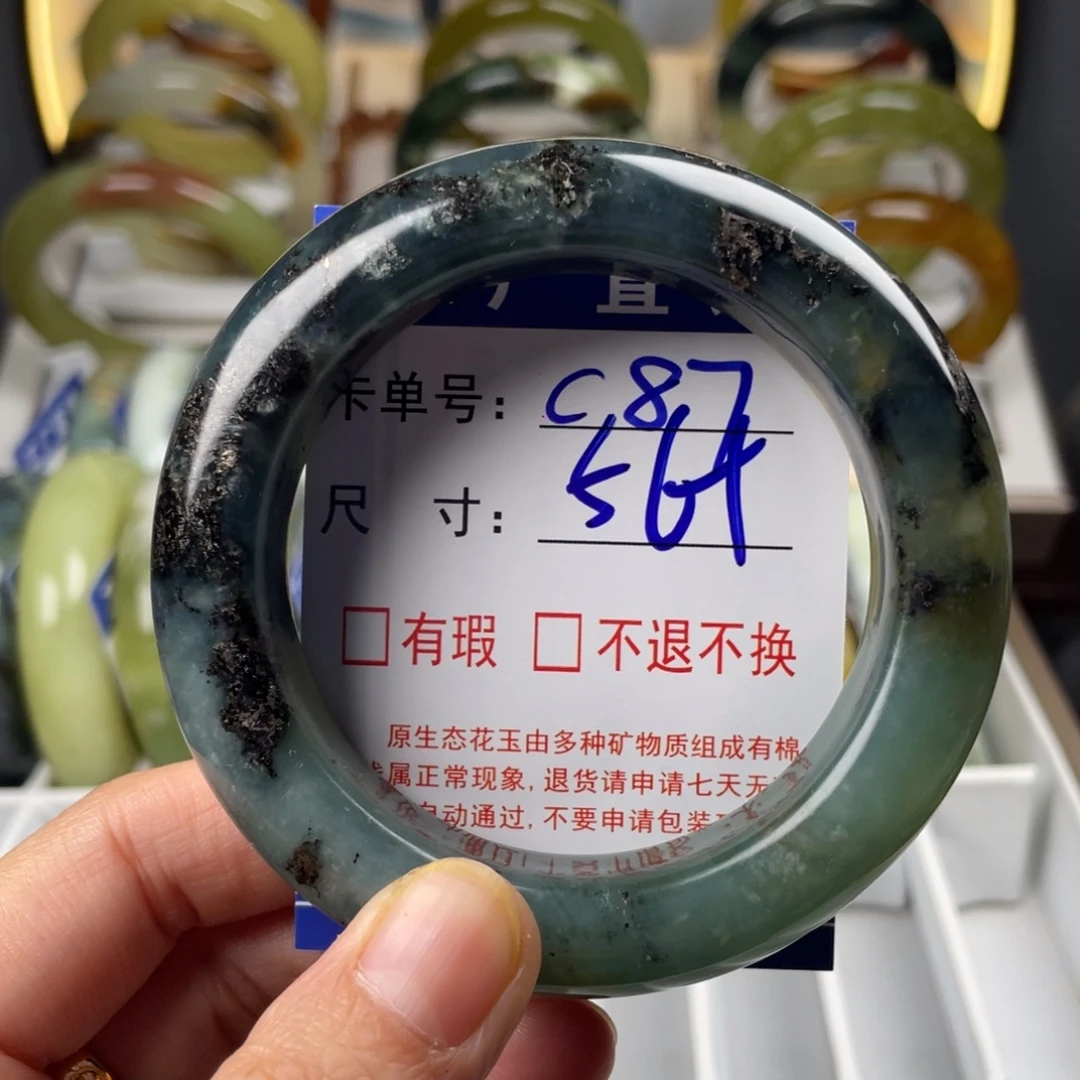 直
卡单号: C87
尺 寸: 56
□有瑕 □不退不换
原生态花玉由多种矿物质组成有棉
属正常现象,退货请申请七天无
自动通过,不要申请包装